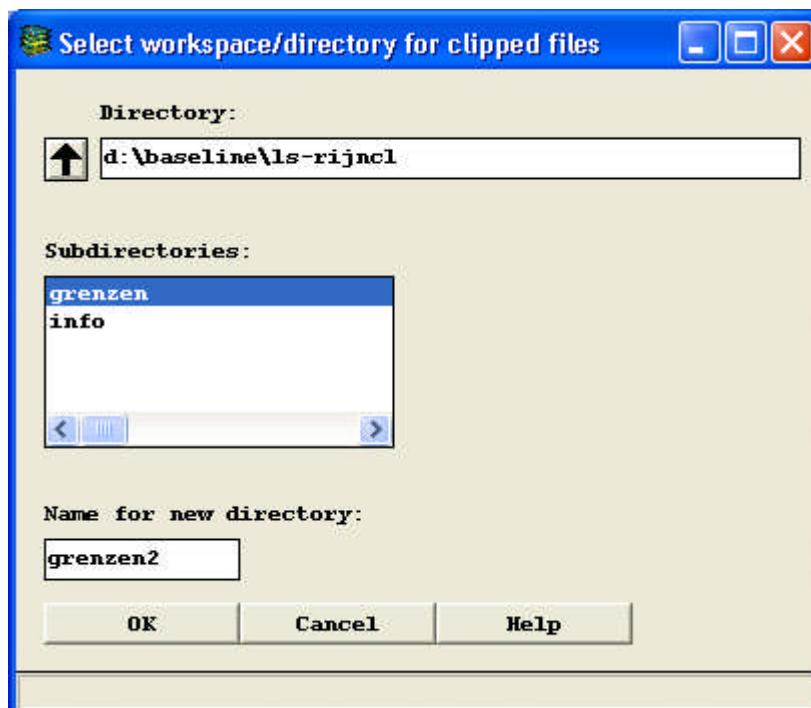 Select workspace/directory for clipped files
Directory:
d:\baseline\ls-rijncl
Subdirectories:
grenzen
info
Name for new directory:
grenzen2
OK Cancel Help